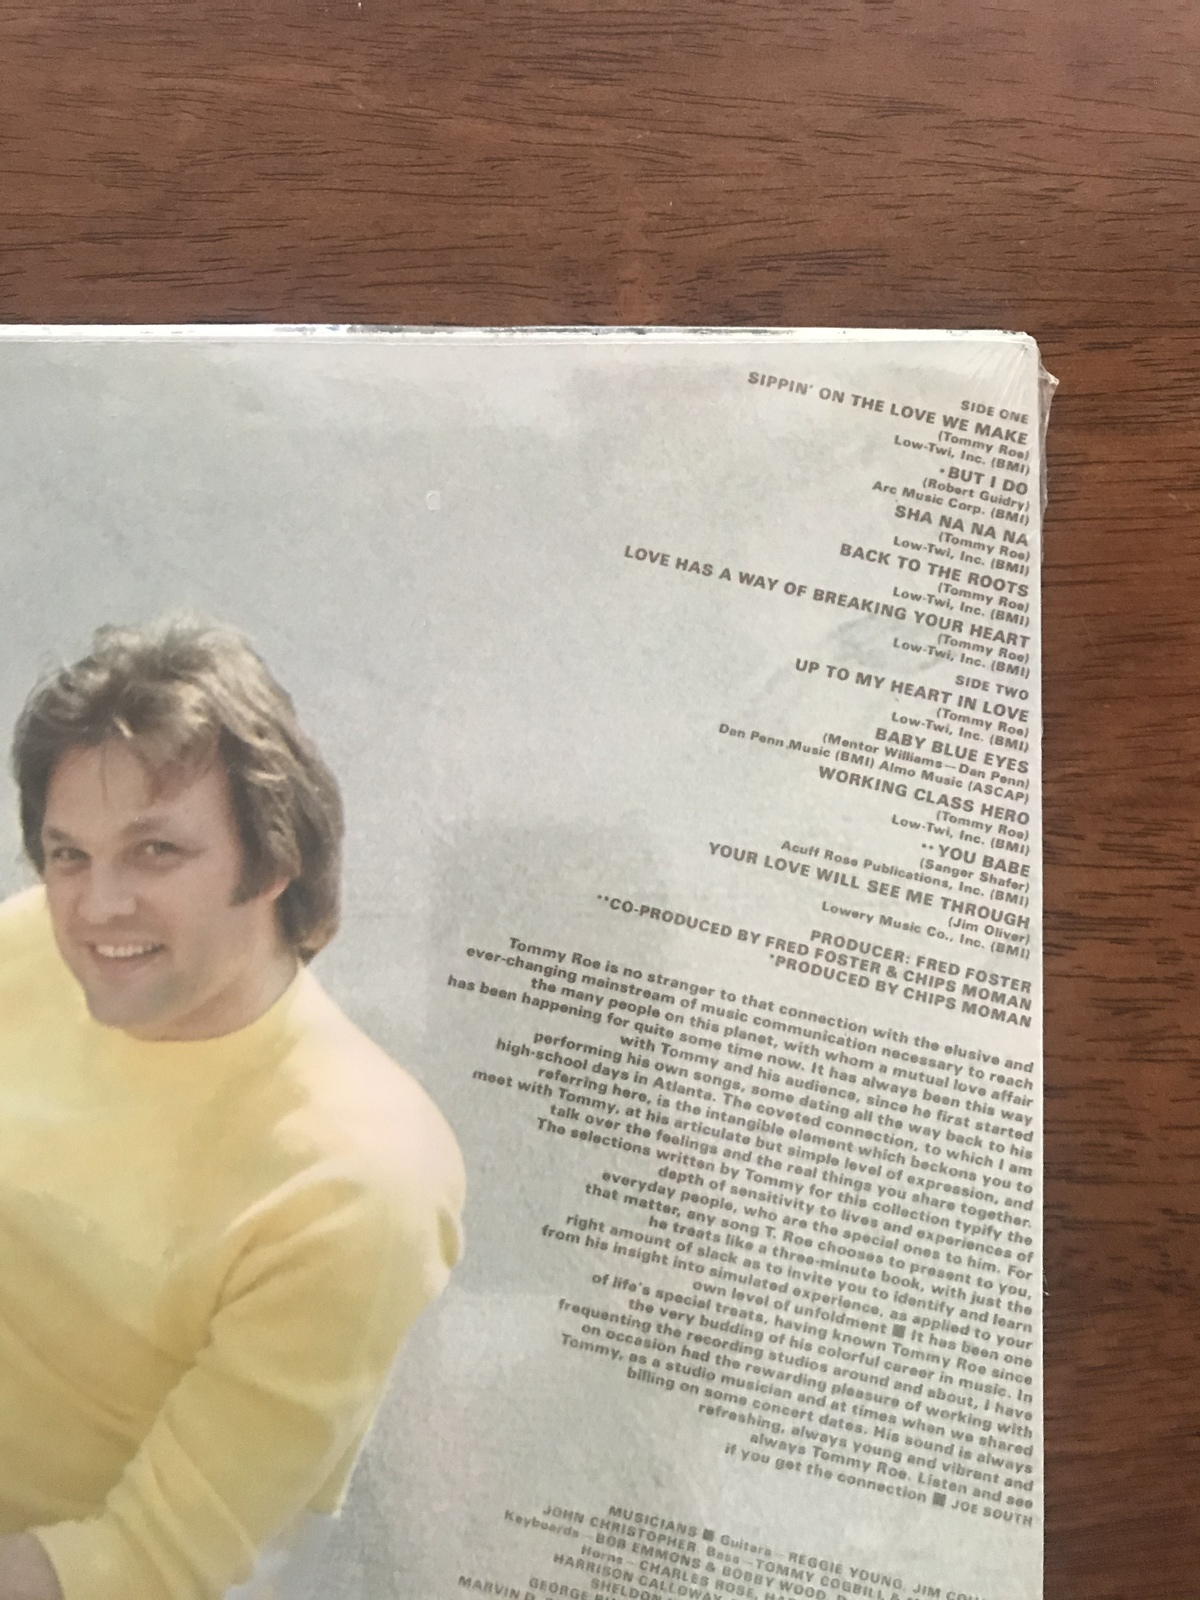 SIDE ONE
SIPPIN' ON THE LOVE WE MAKE
(Tommy Roe)
Low-Twi, Inc. (BMI)
*BUT I DO
(Robert Guidry)
Arc Music Corp. (BMI)
SHA NA NA NA
(Tommy Roe)
Low-Twi, Inc. (BMI)
BACK TO THE ROOTS
(Tommy Roe)
Low-Twi, Inc. (BMI)
LOVE HAS A WAY OF BREAKING YOUR HEART
(Tommy Roe)
Low-Twi, Inc. (BMI)
SIDE TWO
UP TO MY HEART IN LOVE
(Tommy Roe)
Low-Twi, Inc. (BMI)
BABY BLUE EYES
(Mentor Williams—Dan Penn)
Dan Penn Music (BMI) Almo Music (ASCAP)
WORKING CLASS HERO
(Tommy Roe)
Low-Twi, Inc. (BMI)
**YOU BABE
(Sanger Shafer)
Acuff Rose Publications, Inc. (BMI)
YOUR LOVE WILL SEE ME THROUGH
(Jim Oliver)
Lowery Music Co., Inc. (BMI)
PRODUCER: FRED FOSTER
**CO-PRODUCED BY FRED FOSTER & CHIPS MOMAN
*PRODUCED BY CHIPS MOMAN
Tommy Roe is no stranger to that connection with the elusive and
ever-changing mainstream of music communication necessary to reach
the many people on this planet, with whom a mutual love affair
has been happening for quite some time now. It has always been this way
with Tommy and his audience, since he first started
performing his own songs, some dating all the way back to his
high-school days in Atlanta. The coveted connection, to which I am
referring here, is the intangible element which beckons you to
meet with Tommy, at his articulate but simple level of expression, and
talk over the feelings and the real things you share together.
The selections written by Tommy for this collection typify the
depth of sensitivity to lives and experiences of
everyday people, who are the special ones to him. For
that matter, any song T. Roe chooses to present to you,
he treats like a three-minute book, with just the
right amount of slack as to invite you to identify and learn
from his insight into simulated experience, as applied to your
own level of unfoldment ■ It has been one
of life's special treats, having known Tommy Roe since
the very budding of his colorful career in music. In
frequenting the recording studios around and about, I have
on occasion had the rewarding pleasure of working with
Tommy, as a studio musician and at times when we shared
billing on some concert dates. His sound is always
refreshing, always young and vibrant and
always Tommy Roe. Listen and see
if you get the connection ■ JOE SOUTH
MUSICIANS ■ Guitars—REGGIE YOUNG, JIM
JOHN CHRISTOPHER Bass—TOMMY COGBILL &
Keyboards—BOB EMMONS & BOBBY WOOD
Horns—CHARLES ROSE,
HARRISON CALLOWAY,
SHELDON
GEORGE
MARVIN D.